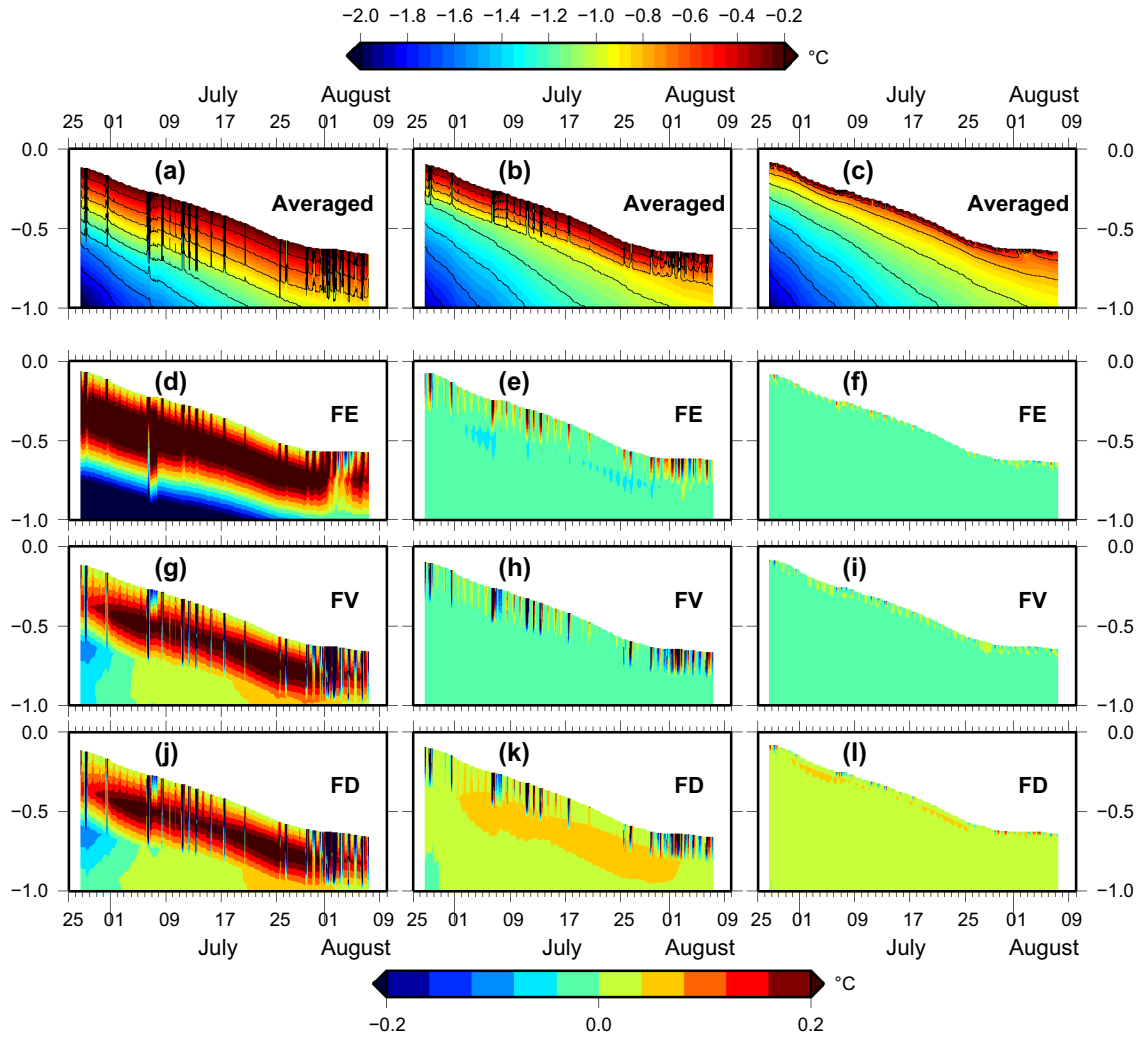 −2.0 −1.8 −1.6 −1.4 −1.2 −1.0 −0.8 −0.6 −0.4 −0.2
°C
July August July August July August
25 01 09 17 25 01 09 25 01 09 17 25 01 09 25 01 09 17 25 01 09
0.0 (a) (b) (c) 0.0
Averaged Averaged Averaged
−0.5 −0.5
−1.0 −1.0
0.0 (d) (e) (f) 0.0
FE FE FE
−0.5 −0.5
−1.0 −1.0
0.0 (g) (h) (i) 0.0
FV FV FV
−0.5 −0.5
−1.0 −1.0
0.0 (j) (k) (l) 0.0
FD FD FD
−0.5 −0.5
−1.0 −1.0
25 01 09 17 25 01 09 25 01 09 17 25 01 09 25 01 09 17 25 01 09
July August July August July August
°C
−0.2 0.0 0.2